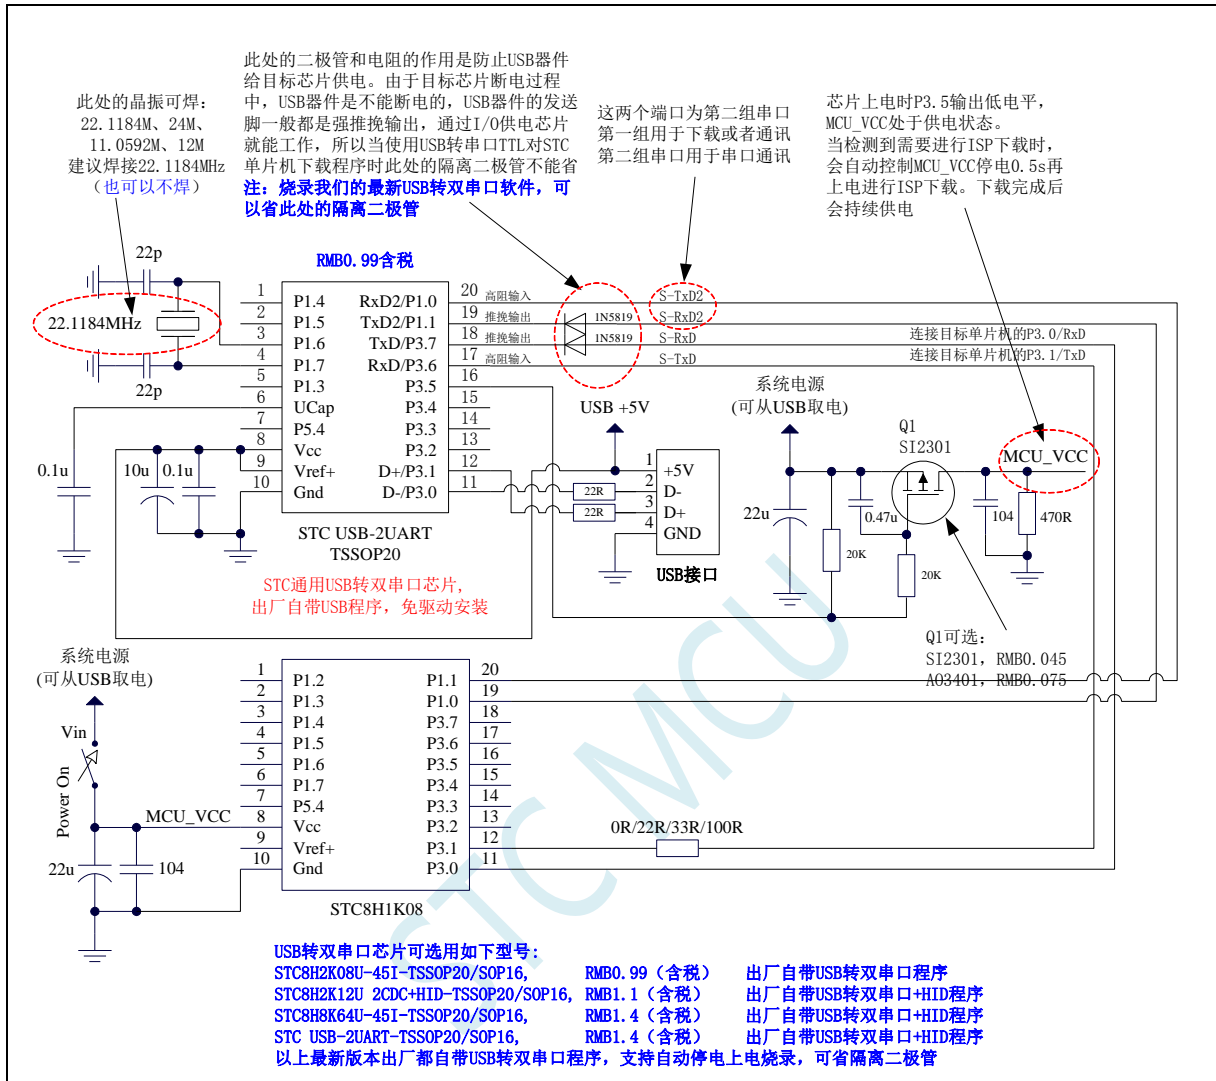 此处的晶振可焊:
22.1184M、24M、
11.0592M、12M
建议焊接22.1184MHz
（也可以不焊）
此处的二极管和电阻的作用是防止USB器件
给目标芯片供电。由于目标芯片断电过程
中，USB器件是不能断电的，USB器件的发送
脚一般都是强推挽输出，通过I/O供电芯片
就能工作，所以当使用USB转串口TTL对STC
单片机下载程序时此处的隔离二极管不能省
注: 烧录我们的最新USB转双串口软件，可
以省此处的隔离二极管
这两个端口为第二组串口
第一组用于下载或者通讯
第二组串口用于串口通讯
芯片上电时P3.5输出低电平，
MCU_VCC处于供电状态。
当检测到需要进行ISP下载时，
会自动控制MCU_VCC停电0.5s再
上电进行ISP下载。下载完成后
会持续供电
22p
22.1184MHz
22p
RMB0.99含税
1 P1.4 RxD2/P1.0 20 高阻输入 S-TxD2
2 P1.5 TxD2/P1.1 19 推挽输出 1N5819 S-RxD2
3 P1.6 TxD/P3.7 18 推挽输出 1N5819 S-RxD 连接目标单片机的P3.0/RxD
4 P1.7 RxD/P3.6 17 高阻输入 S-TxD 连接目标单片机的P3.1/TxD
5 P1.3 P3.5 16
6 UCap P3.4 15
7 P5.4 P3.3 14
8 Vcc P3.2 13
9 Vref+ D+/P3.1 12
10 Gnd D-/P3.0 11
0.1u
10u
0.1u
STC USB-2UART
TSSOP20
STC通用USB转双串口芯片,
出厂自带USB程序，免驱动安装
USB +5V
22R
22R
1 +5V
2 D-
3 D+
4 GND
USB接口
系统电源
(可从USB取电)
Q1
SI2301
MCU_VCC
22u
0.47u
104
470R
20K
20K
Q1可选:
SI2301, RMB0.045
AO3401, RMB0.075
系统电源
(可从USB取电)
Vin
Power On
MCU_VCC
22u
104
1 P1.2 P1.1 20
2 P1.3 P1.0 19
3 P1.4 P3.7 18
4 P1.5 P3.6 17
5 P1.6 P3.5 16
6 P1.7 P3.4 15
7 P5.4 P3.3 14
8 Vcc P3.2 13
9 Vref+ P3.1 12
10 Gnd P3.0 11
0R/22R/33R/100R
STC8H1K08
STC MCU
USB转双串口芯片可选用如下型号:
STC8H2K08U-45I-TSSOP20/SOP16, RMB0.99（含税） 出厂自带USB转双串口程序
STC8H2K12U 2CDC+HID-TSSOP20/SOP16, RMB1.1（含税） 出厂自带USB转双串口+HID程序
STC8H8K64U-45I-TSSOP20/SOP16, RMB1.4（含税） 出厂自带USB转双串口+HID程序
STC USB-2UART-TSSOP20/SOP16, RMB1.4（含税） 出厂自带USB转双串口+HID程序
以上最新版本出厂都自带USB转双串口程序，支持自动停电上电烧录，可省隔离二极管